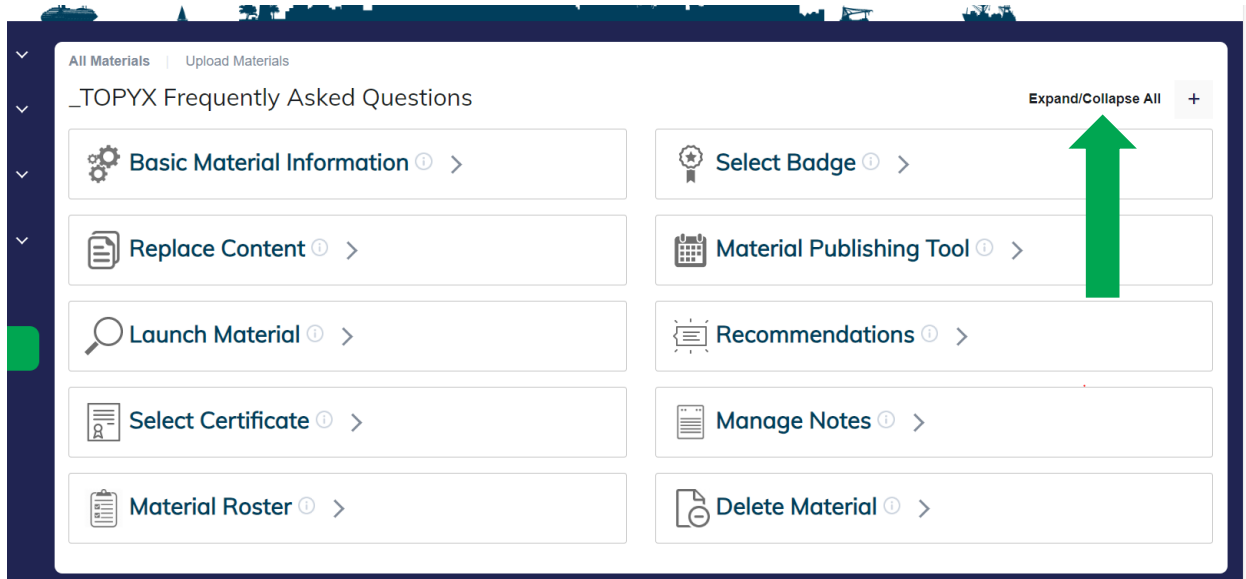 All Materials | Upload Materials
_TOPYX Frequently Asked Questions
Expand/Collapse All +
Basic Material Information
Select Badge
Replace Content
Material Publishing Tool
Launch Material
Recommendations
Select Certificate
Manage Notes
Material Roster
Delete Material